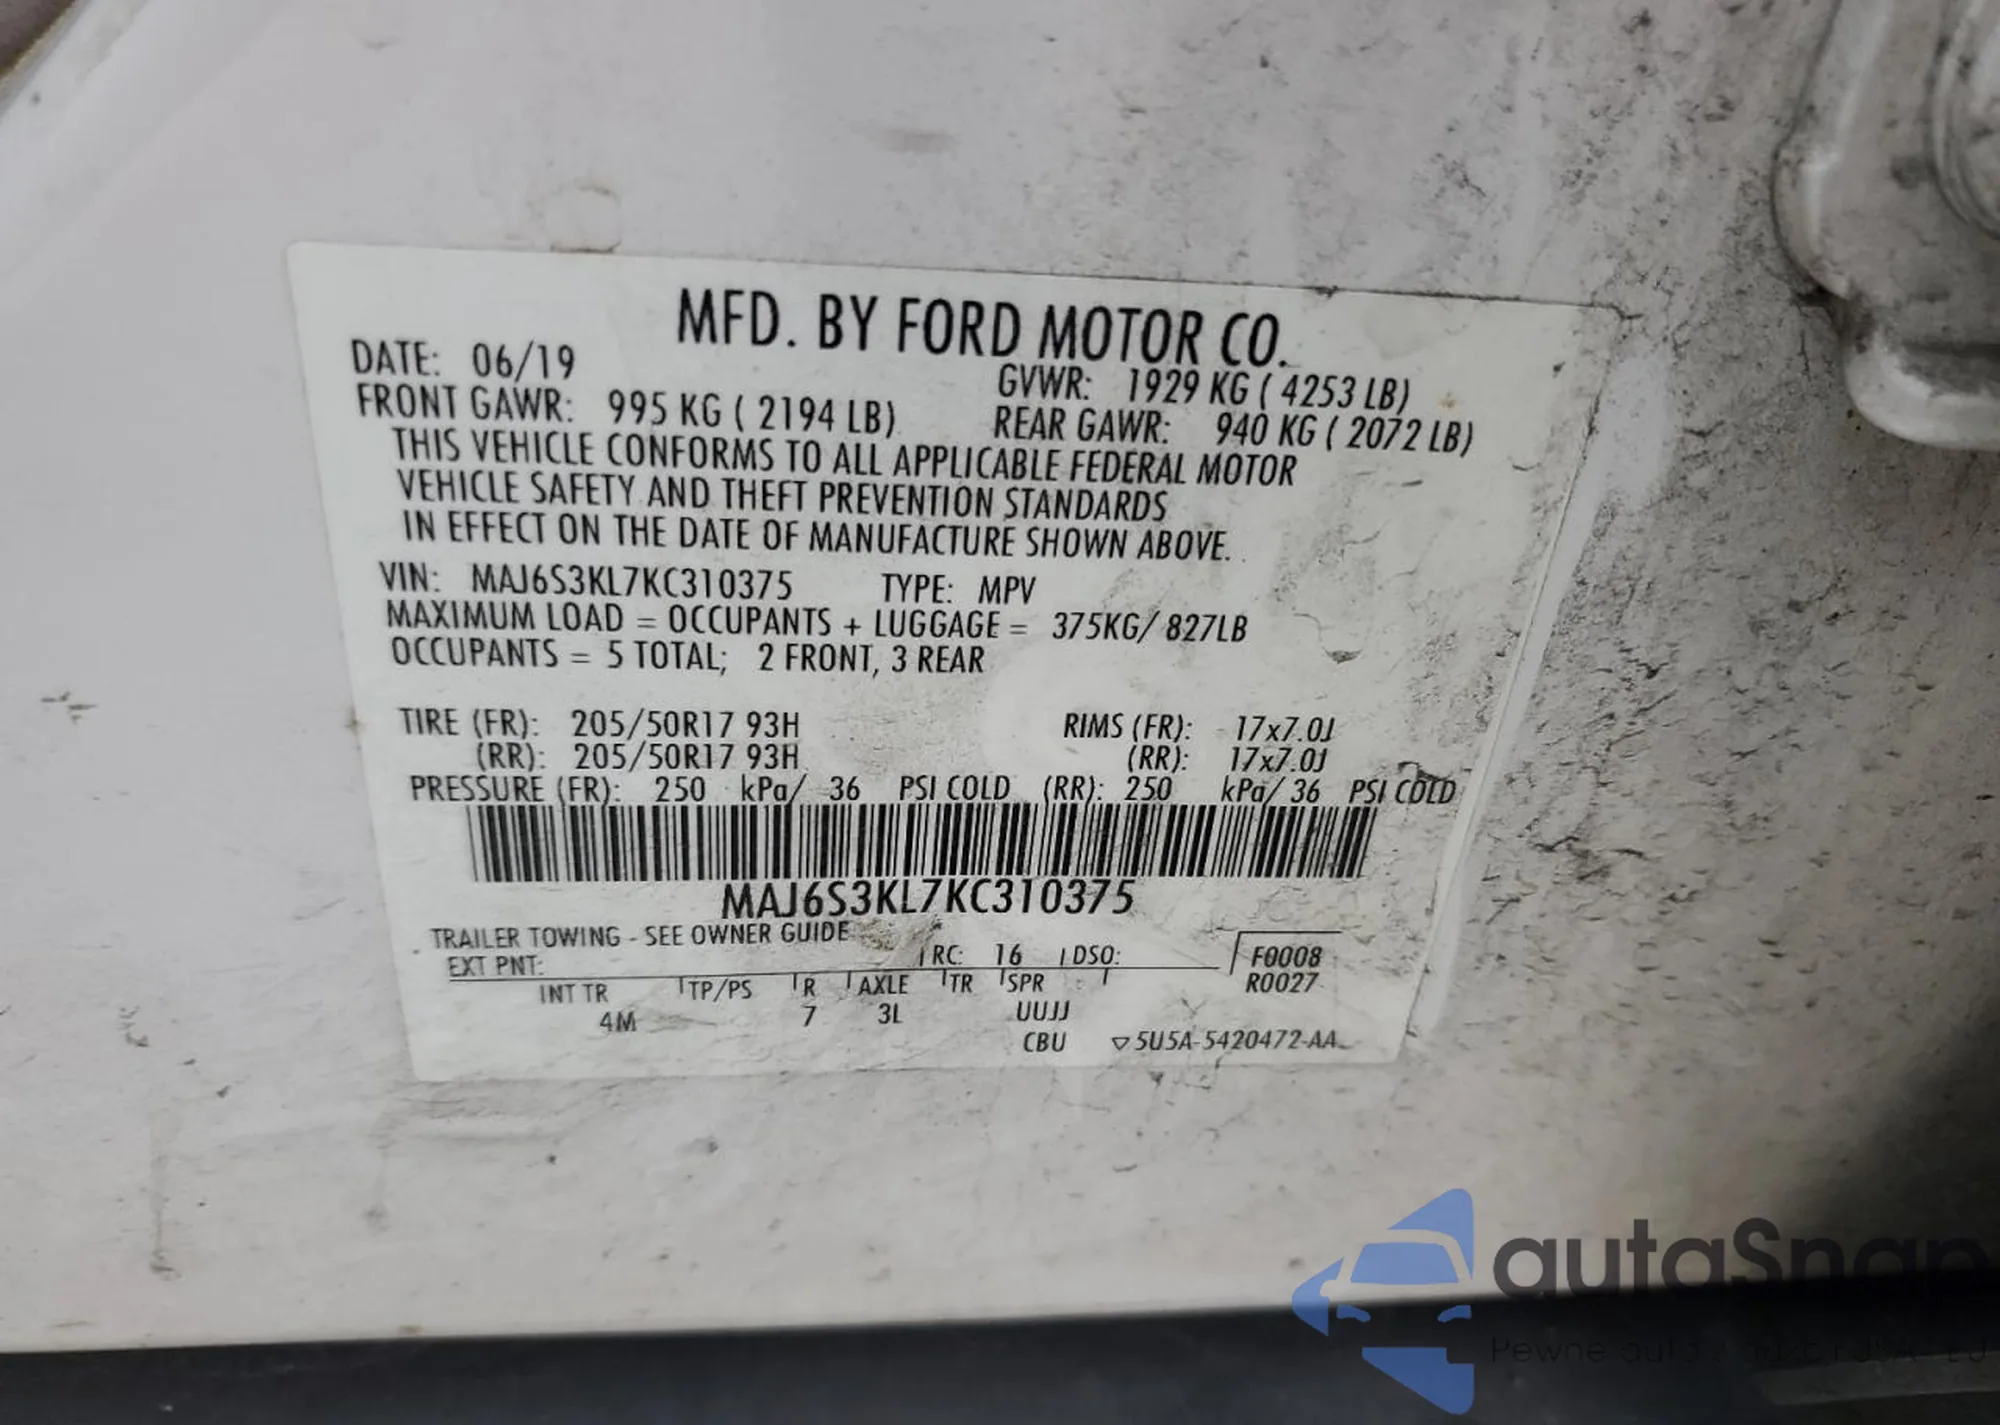 MFD. BY FORD MOTOR CO.
DATE: 06/19 GVWR: 1929 KG ( 4253 LB)
FRONT GAWR: 995 KG ( 2194 LB) REAR GAWR: 940 KG ( 2072 LB)
THIS VEHICLE CONFORMS TO ALL APPLICABLE FEDERAL MOTOR
VEHICLE SAFETY AND THEFT PREVENTION STANDARDS
IN EFFECT ON THE DATE OF MANUFACTURE SHOWN ABOVE.
VIN: MAJ6S3KL7KC310375 TYPE: MPV
MAXIMUM LOAD = OCCUPANTS + LUGGAGE = 375KG/ 827LB
OCCUPANTS = 5 TOTAL; 2 FRONT, 3 REAR
TIRE (FR): 205/50R17 93H RIMS (FR): 17x7.0J
(RR): 205/50R17 93H (RR): 17x7.0J
PRESSURE (FR): 250 kPa/ 36 PSI COLD (RR): 250 kPa/ 36 PSI COLD
MAJ6S3KL7KC310375
TRAILER TOWING - SEE OWNER GUIDE
EXT PNT: RC: 16 DSO: F0008
R0027
INT TR TP/PS R AXLE TR SPR
4M 7 3L UUJJ
CBU ▽5U5A-5420472-AA
autaSnap
Pewne auto